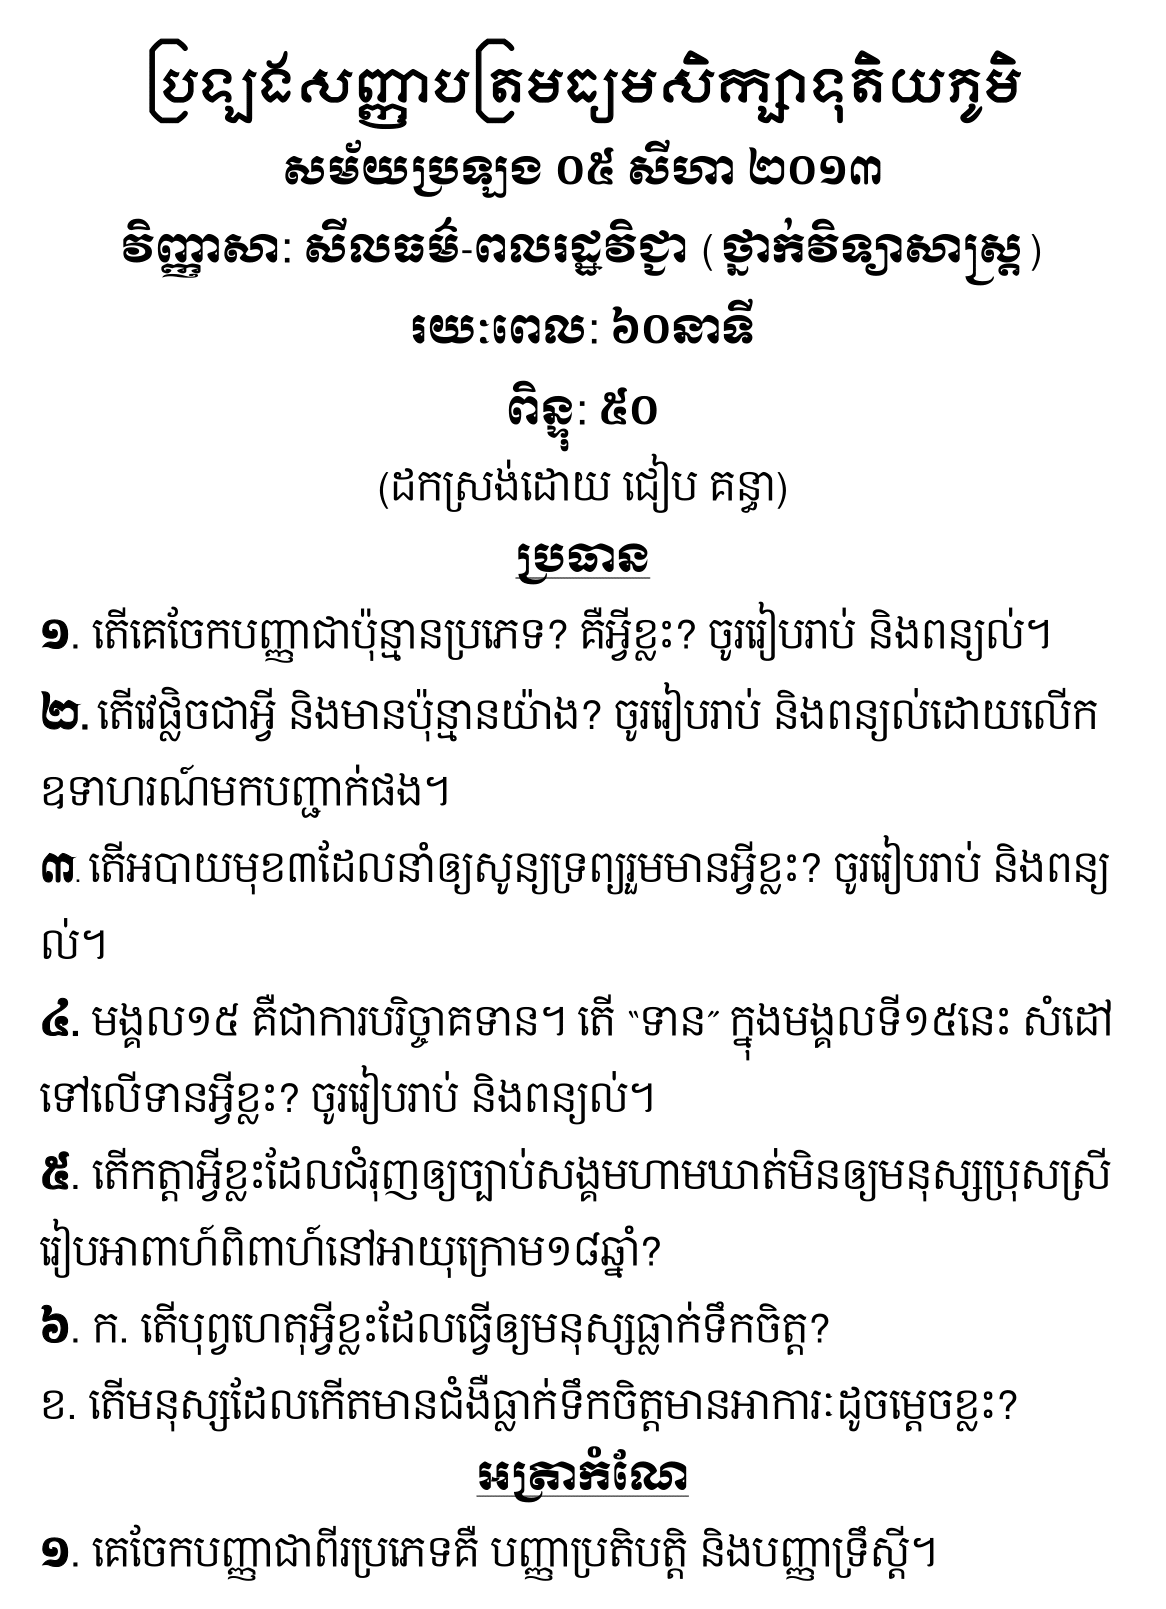 ប្រឡងសញ្ញាបត្រមធ្យមសិក្សាទុតិយភូមិ
សម័យប្រឡង ០៥ សីហា ២០១៣
វិញ្ញាសា: សីលធម៌-ពលរដ្ឋវិជ្ជា (ថ្នាក់វិទ្យាសាស្ត្រ)
រយៈពេល: ៦០នាទី
ពិន្ទុ: ៥០
(ដកស្រង់ដោយ ជៀប គន្ធា)
ប្រធាន
១. តើគេចែកបញ្ញាជាប៉ុន្មានប្រភេទ? គឺអ្វីខ្លះ? ចូររៀបរាប់ និងពន្យល់។
២. តើវេផ្លិចជាអ្វី និងមានប៉ុន្មានយ៉ាង? ចូររៀបរាប់ និងពន្យល់ដោយលើក
ឧទាហរណ៍មកបញ្ជាក់ផង។
៣. តើអបាយមុខ៣ដែលនាំឲ្យសូន្យទ្រព្យរួមមានអ្វីខ្លះ? ចូររៀបរាប់ និងពន្យ
ល់។
៤. មង្គល១៥ គឺជាការបរិច្ចាគទាន។ តើ “ទាន” ក្នុងមង្គលទី១៥នេះ សំដៅ
ទៅលើទានអ្វីខ្លះ? ចូររៀបរាប់ និងពន្យល់។
៥. តើកត្តាអ្វីខ្លះដែលជំរុញឲ្យច្បាប់សង្គមហាមឃាត់មិនឲ្យមនុស្សប្រុសស្រី
រៀបអាពាហ៍ពិពាហ៍នៅអាយុក្រោម១៨ឆ្នាំ?
៦. ក. តើបុព្វហេតុអ្វីខ្លះដែលធ្វើឲ្យមនុស្សធ្លាក់ទឹកចិត្ត?
ខ. តើមនុស្សដែលកើតមានជំងឺធ្លាក់ទឹកចិត្តមានអាការៈដូចម្តេចខ្លះ?
អត្រាកំណែ
១. គេចែកបញ្ញាជាពីរប្រភេទគឺ បញ្ញាប្រតិបត្តិ និងបញ្ញាទ្រឹស្តី។